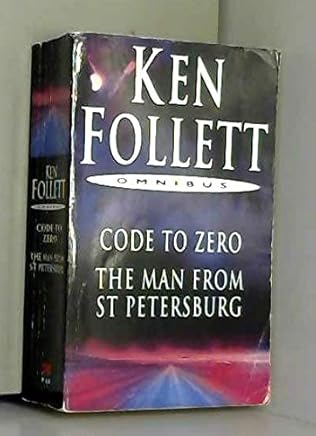 KEN
FOLLETT
OMNIBUS
CODE TO ZERO
THE MAN FROM
ST PETERSBURG
KEN
FOLLETT
OMNIBUS
CODE TO
ZERO
THE MAN FROM
ST PETERSBURG